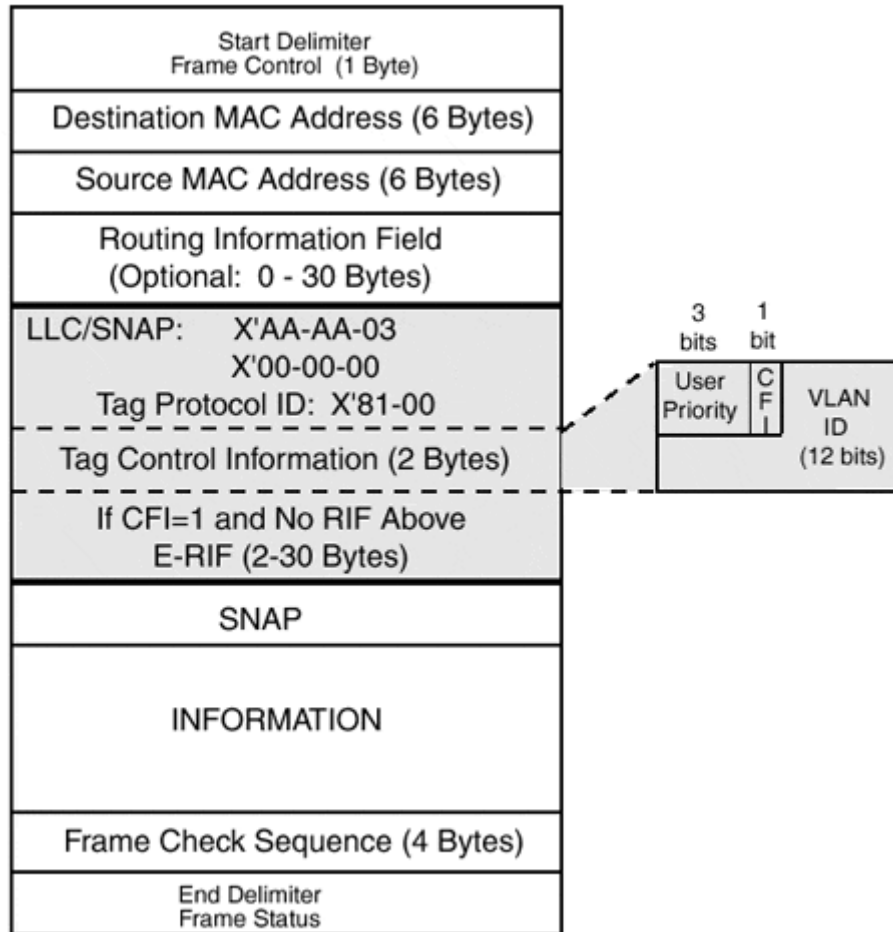 Start Delimiter
Frame Control (1 Byte)
Destination MAC Address (6 Bytes)
Source MAC Address (6 Bytes)
Routing Information Field
(Optional: 0 - 30 Bytes)
LLC/SNAP: X'AA-AA-03
X'00-00-00
Tag Protocol ID: X'81-00
Tag Control Information (2 Bytes)
If CFI=1 and No RIF Above
E-RIF (2-30 Bytes)
SNAP
INFORMATION
Frame Check Sequence (4 Bytes)
End Delimiter
Frame Status
3
bits
1
bit
User
Priority
C
F
I
VLAN
ID
(12 bits)